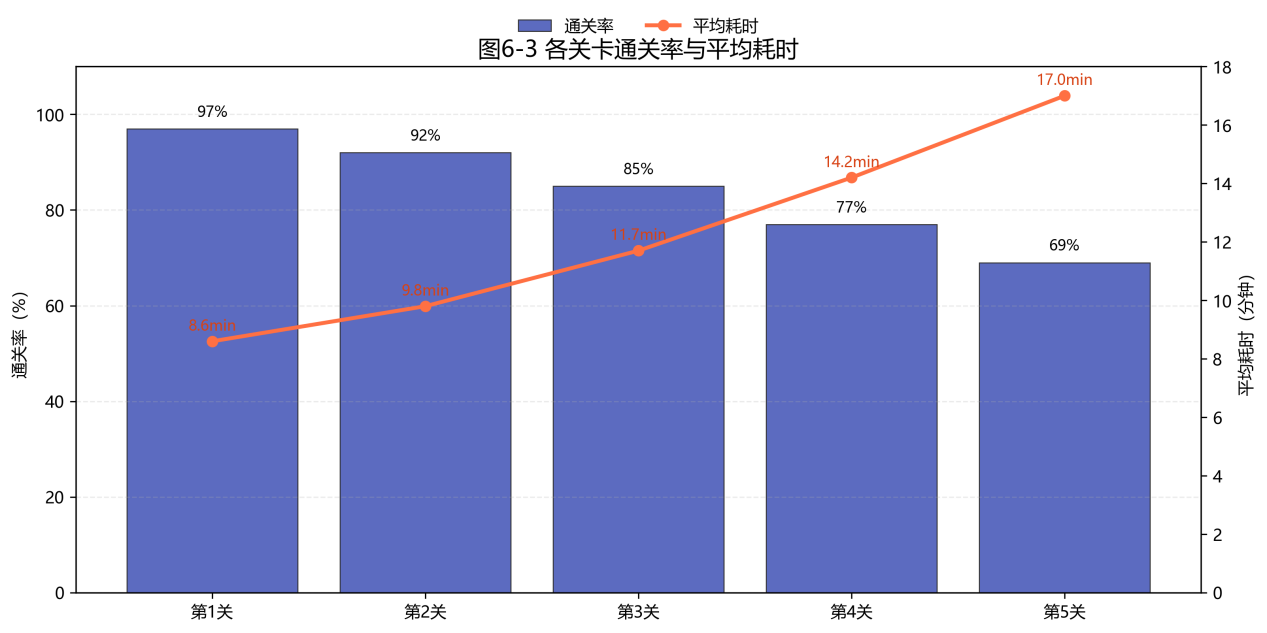 通关率 平均耗时
图6-3 各关卡通关率与平均耗时
通关率（%）
平均耗时（分钟）
100
80
60
40
20
0
18
16
14
12
10
8
6
4
2
0
97%
92%
85%
77%
69%
8.6min
9.8min
11.7min
14.2min
17.0min
第1关 第2关 第3关 第4关 第5关